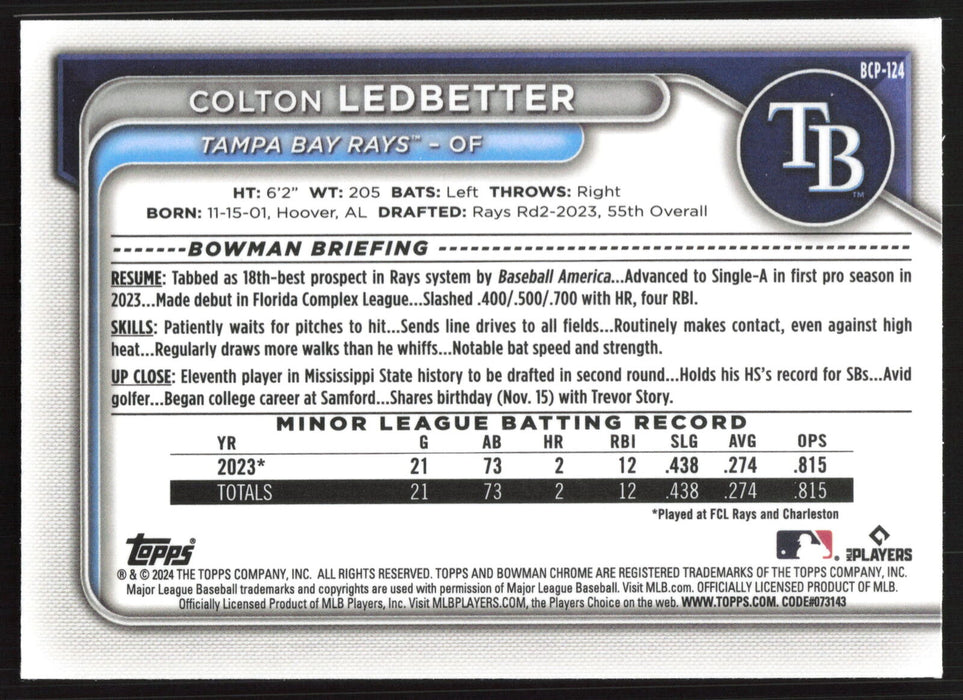 BCP-124
COLTON LEDBETTER
TB
TM
TAMPA BAY RAYS™ – OF
HT: 6'2" WT: 205 BATS: Left THROWS: Right
BORN: 11-15-01, Hoover, AL DRAFTED: Rays Rd2-2023, 55th Overall
-------BOWMAN BRIEFING -------
RESUME: Tabbed as 18th-best prospect in Rays system by Baseball America...Advanced to Single-A in first pro season in
2023...Made debut in Florida Complex League...Slashed .400/.500/.700 with HR, four RBI.
SKILLS: Patiently waits for pitches to hit...Sends line drives to all fields...Routinely makes contact, even against high
heat...Regularly draws more walks than he whiffs...Notable bat speed and strength.
UP CLOSE: Eleventh player in Mississippi State history to be drafted in second round...Holds his HS's record for SBs...Avid
golfer...Began college career at Samford...Shares birthday (Nov. 15) with Trevor Story.
MINOR LEAGUE BATTING RECORD
YR G AB HR RBI SLG AVG OPS
2023* 21 73 2 12 .438 .274 .815
TOTALS 21 73 2 12 .438 .274 .815
*Played at FCL Rays and Charleston
Topps®
MLB PLAYERS
® & © 2024 THE TOPPS COMPANY, INC. ALL RIGHTS RESERVED. TOPPS AND BOWMAN CHROME ARE REGISTERED TRADEMARKS OF THE TOPPS COMPANY, INC.
Major League Baseball trademarks and copyrights are used with permission of Major League Baseball. Visit MLB.com. OFFICIALLY LICENSED PRODUCT OF MLB.
Officially Licensed Product of MLB Players, Inc. Visit MLBPLAYERS.COM, the Players Choice on the web. WWW.TOPPS.COM. CODE#073143